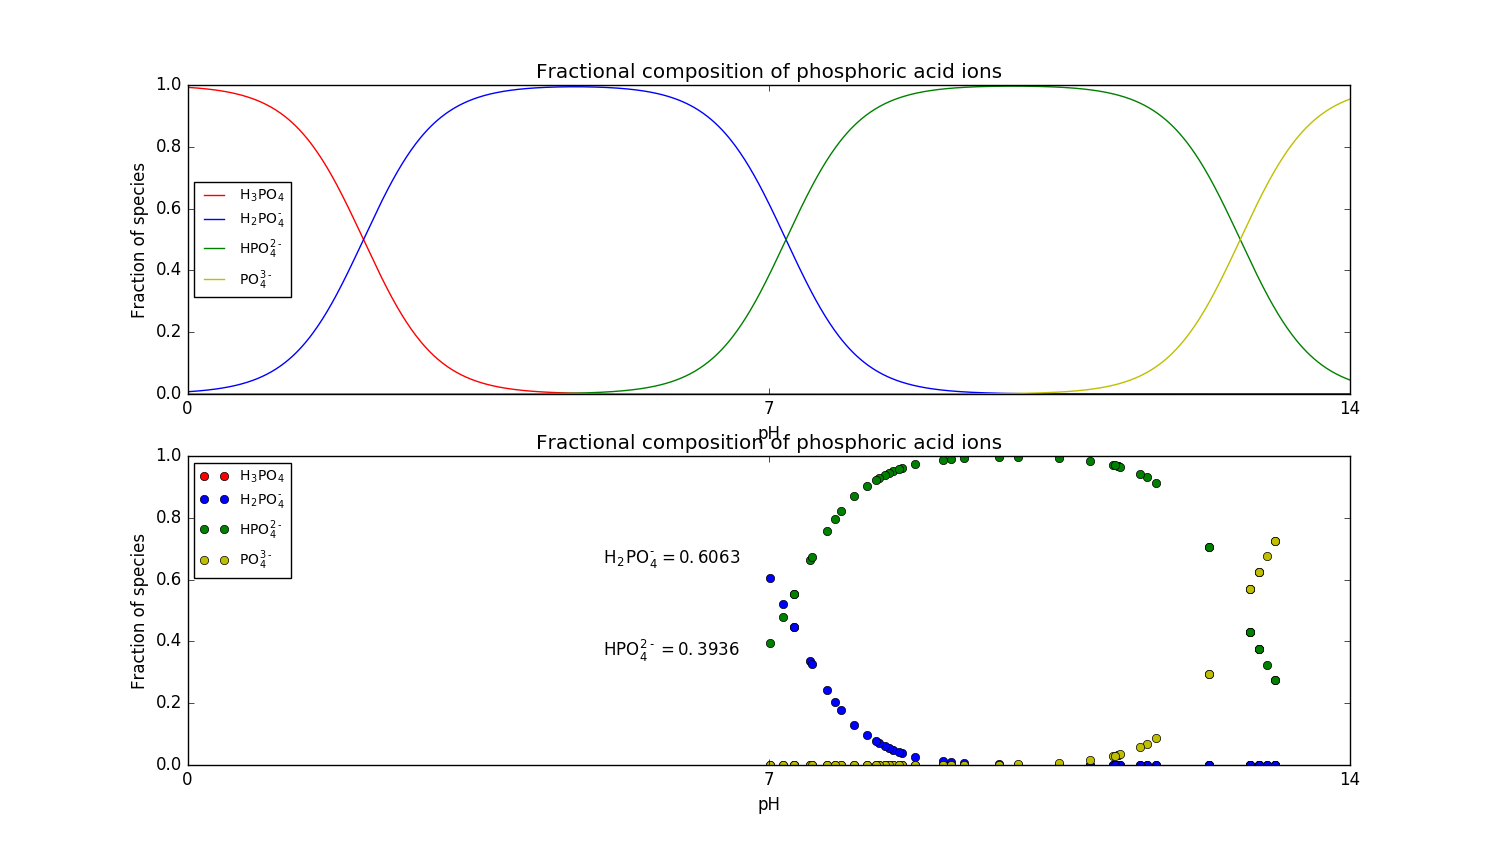 Fractional composition of phosphoric acid ions
1.0
0.8
0.6
0.4
0.2
0.0
Fraction of species
H₃PO₄
H₂PO₄⁻
HPO₄²⁻
PO₄³⁻
0 7 14
pH
Fractional composition of phosphoric acid ions
1.0
0.8
0.6
0.4
0.2
0.0
Fraction of species
H₃PO₄
H₂PO₄⁻
HPO₄²⁻
PO₄³⁻
H₂PO₄⁻ = 0.6063
HPO₄²⁻ = 0.3936
0 7 14
pH